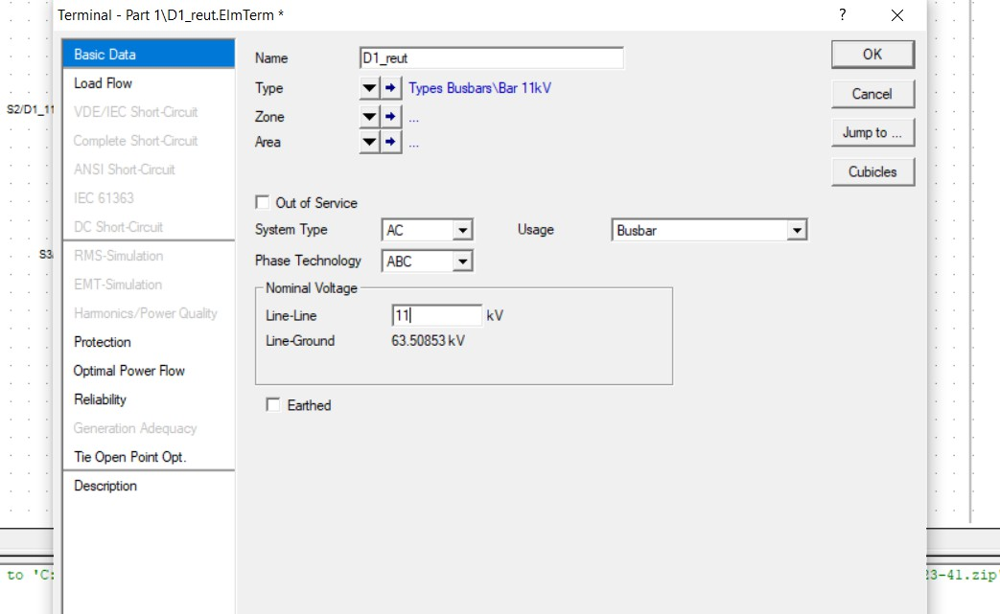 Terminal - Part 1\D1_reut.ElmTerm *
?
Basic Data
Load Flow
VDE/IEC Short-Circuit
Complete Short-Circuit
ANSI Short-Circuit
IEC 61363
DC Short-Circuit
RMS-Simulation
EMT-Simulation
Harmonics/Power Quality
Protection
Optimal Power Flow
Reliability
Generation Adequacy
Tie Open Point Opt.
Description
Name D1_reut
Type Types Busbars\Bar 11kV
Zone ...
Area ...
Out of Service
System Type AC Usage Busbar
Phase Technology ABC
Nominal Voltage
Line-Line 11 kV
Line-Ground 63.50853 kV
Earthed
OK
Cancel
Jump to ...
Cubicles
S2/D1_11
S3
to 'C:
23-41.zip'